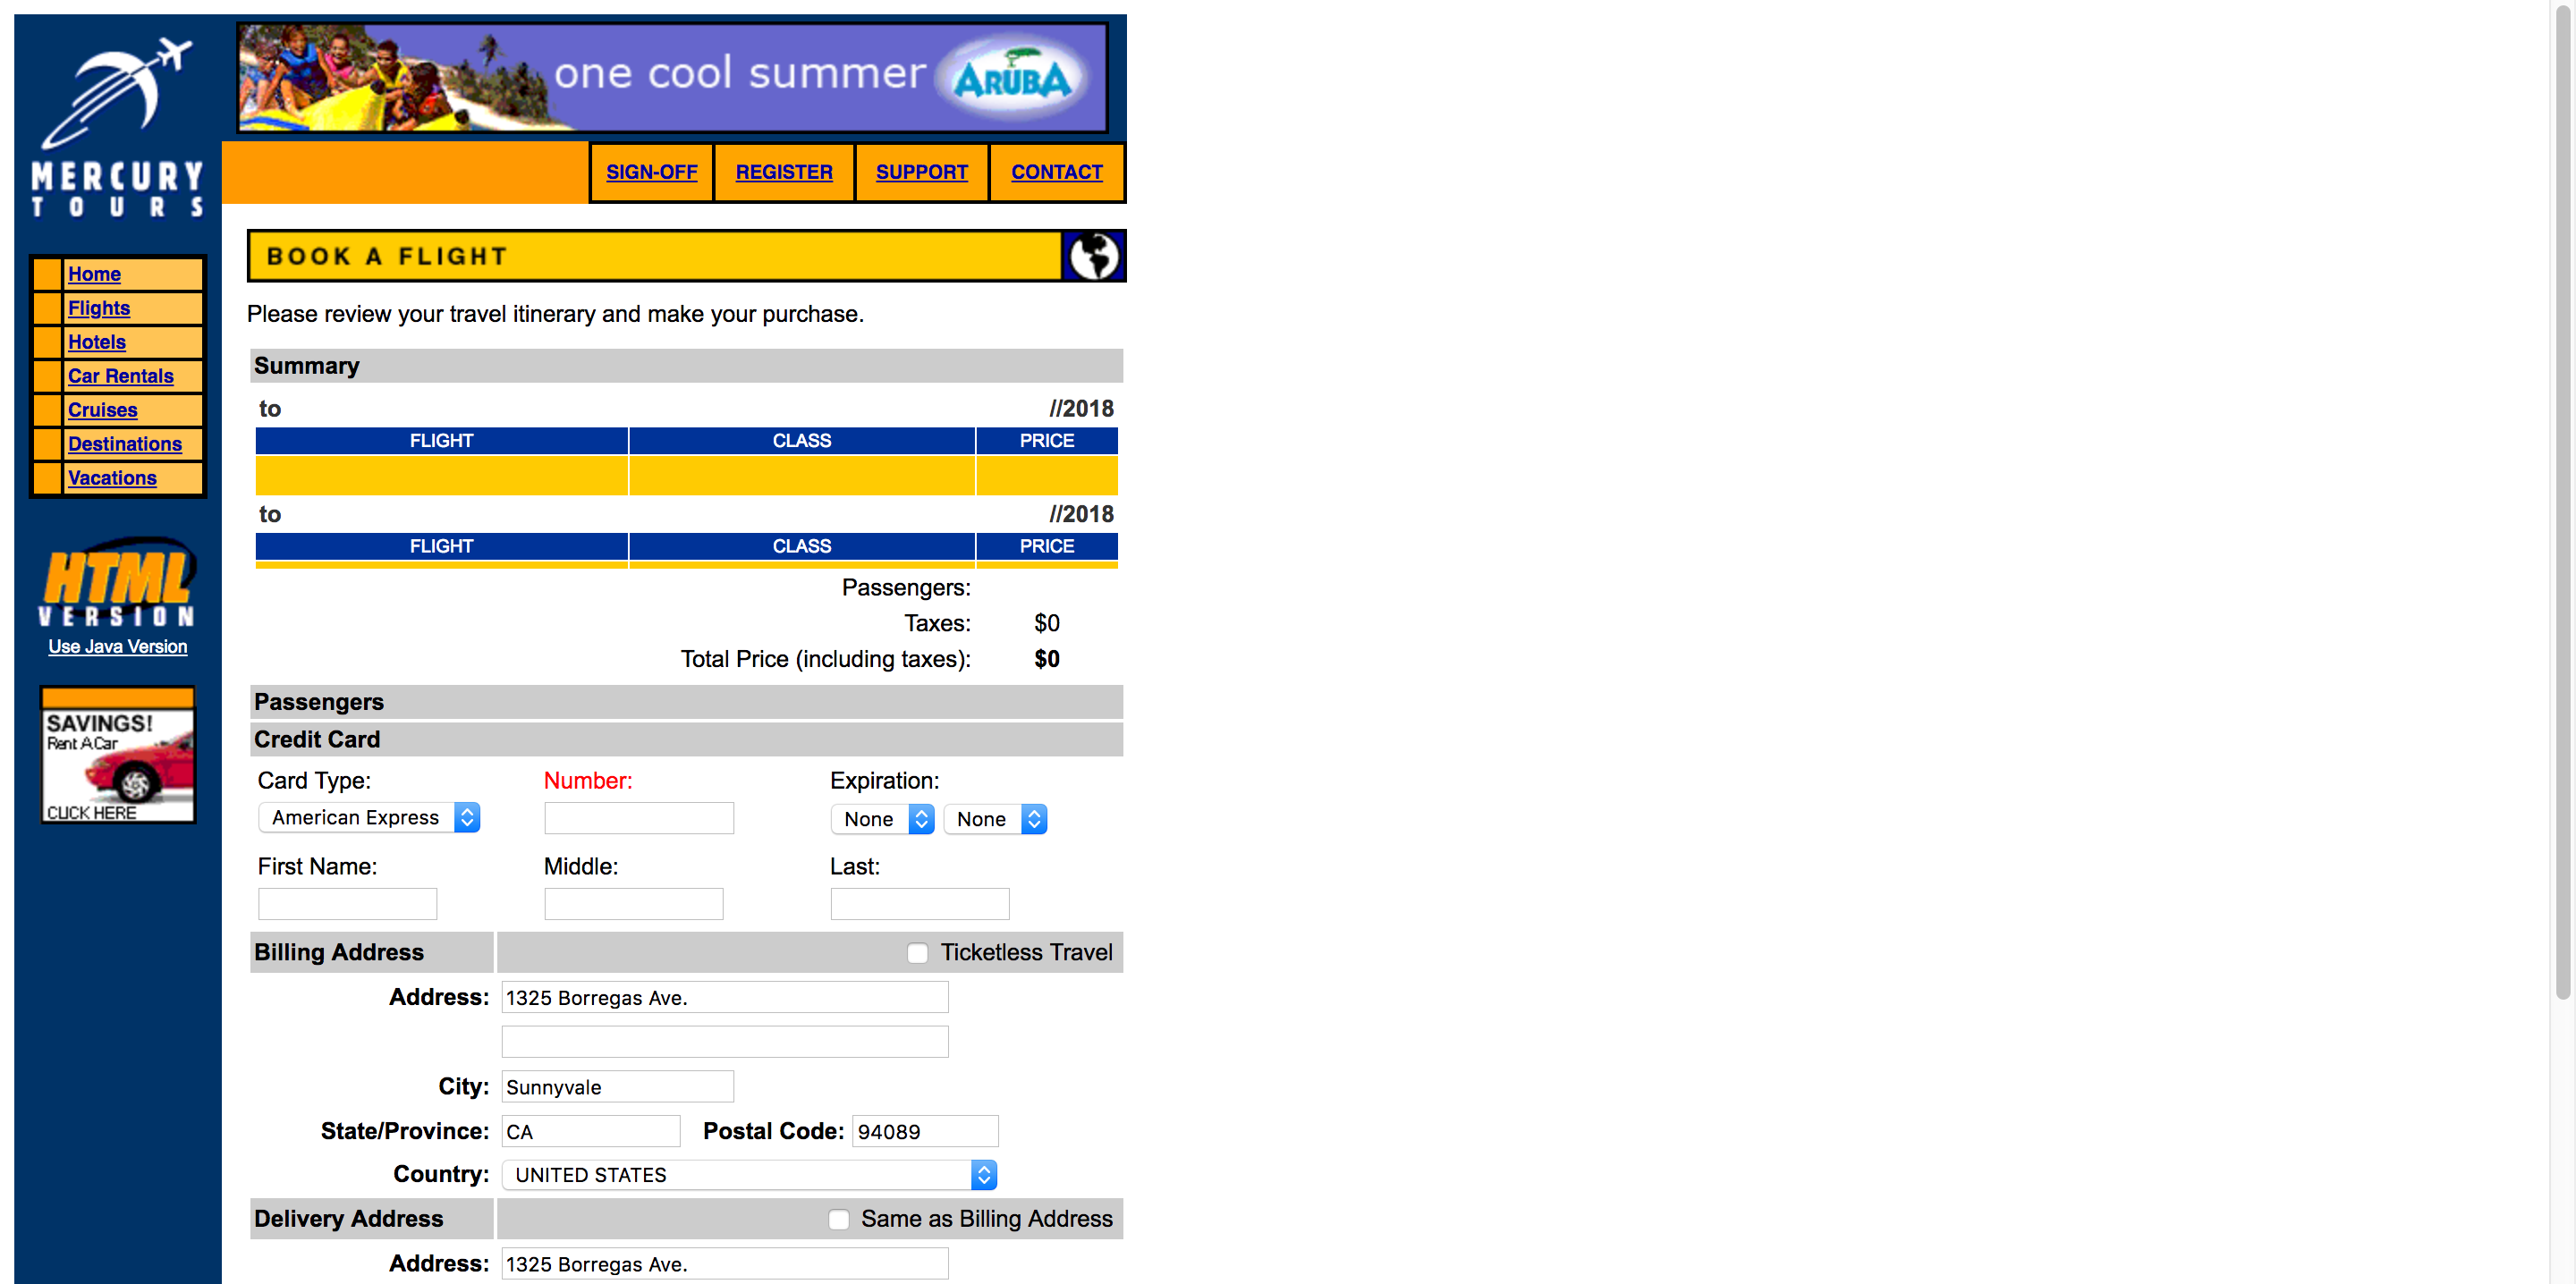 one cool summer ARUBA
MERCURY
TOURS
SIGN-OFF REGISTER SUPPORT CONTACT
BOOK A FLIGHT
Home
Flights
Hotels
Car Rentals
Cruises
Destinations
Vacations
HTML
VERSION
Use Java Version
SAVINGS!
Rent A Car
CLICK HERE
Please review your travel itinerary and make your purchase.
Summary
to //2018
FLIGHT CLASS PRICE
to //2018
FLIGHT CLASS PRICE
Passengers:
Taxes: $0
Total Price (including taxes): $0
Passengers
Credit Card
Card Type: Number: Expiration:
American Express None None
First Name: Middle: Last:
Billing Address Ticketless Travel
Address: 1325 Borregas Ave.
City: Sunnyvale
State/Province: CA Postal Code: 94089
Country: UNITED STATES
Delivery Address Same as Billing Address
Address: 1325 Borregas Ave.